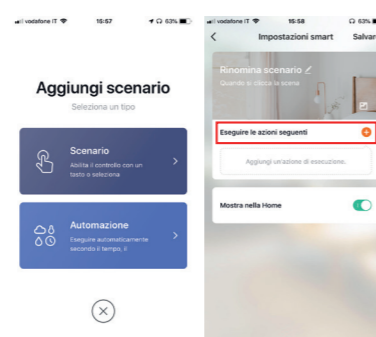 vodafone IT 15:57 63%
Aggiungi scenario
Seleziona un tipo
Scenario
Abilita il controllo con un
tasto o seleziona
Automazione
Eseguire automaticamente
secondo il tempo, il
vodafone IT 15:58 63%
Impostazioni smart Salvare
Rinomina scenario
Quando si clicca la scena
Eseguire le azioni seguenti
Aggiungi un'azione di esecuzione.
Mostra nella Home